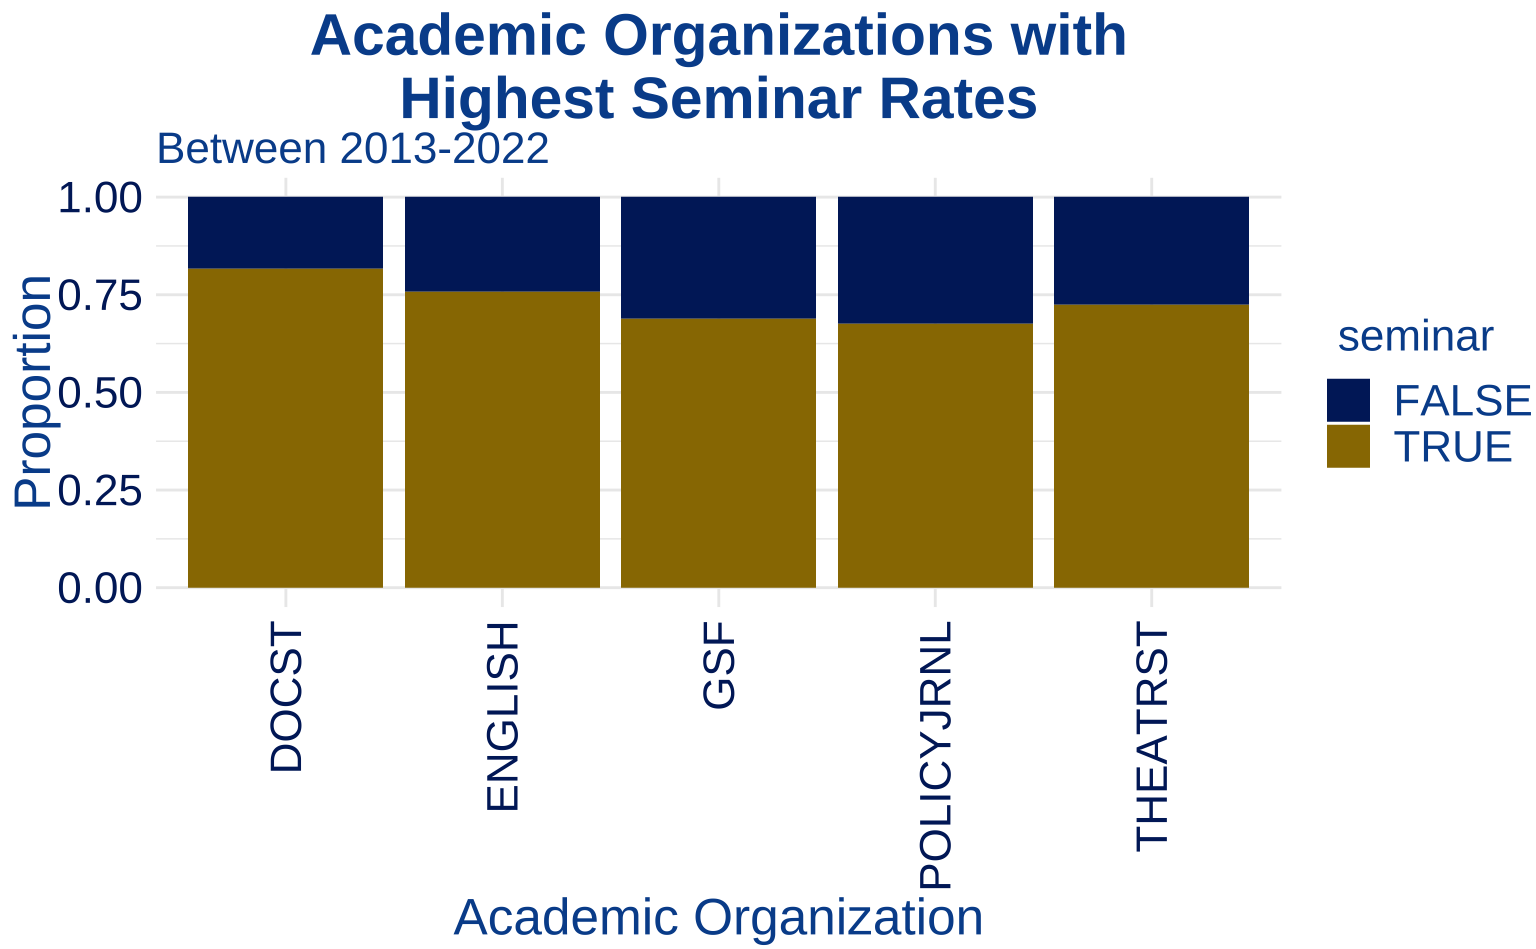 Academic Organizations with
Highest Seminar Rates
Between 2013-2022
1.00
0.75
0.50
0.25
0.00
Proportion
DOCST
ENGLISH
GSF
POLICYJRNL
THEATRST
Academic Organization
seminar
FALSE
TRUE